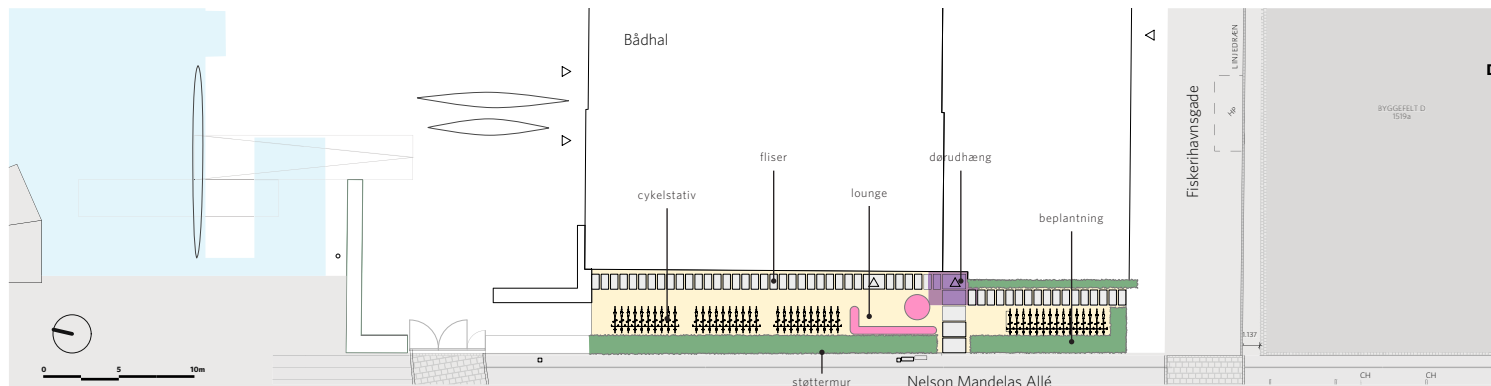 Bådhal
LINJEDRÆN
BYGGEFELT D
1519a
Fiskerihavnsgade
fliser
dørudhæng
cykelstativ
lounge
beplantning
1.137
0
5
10m
støttermur
Nelson Mandelas Allé
CH
CH